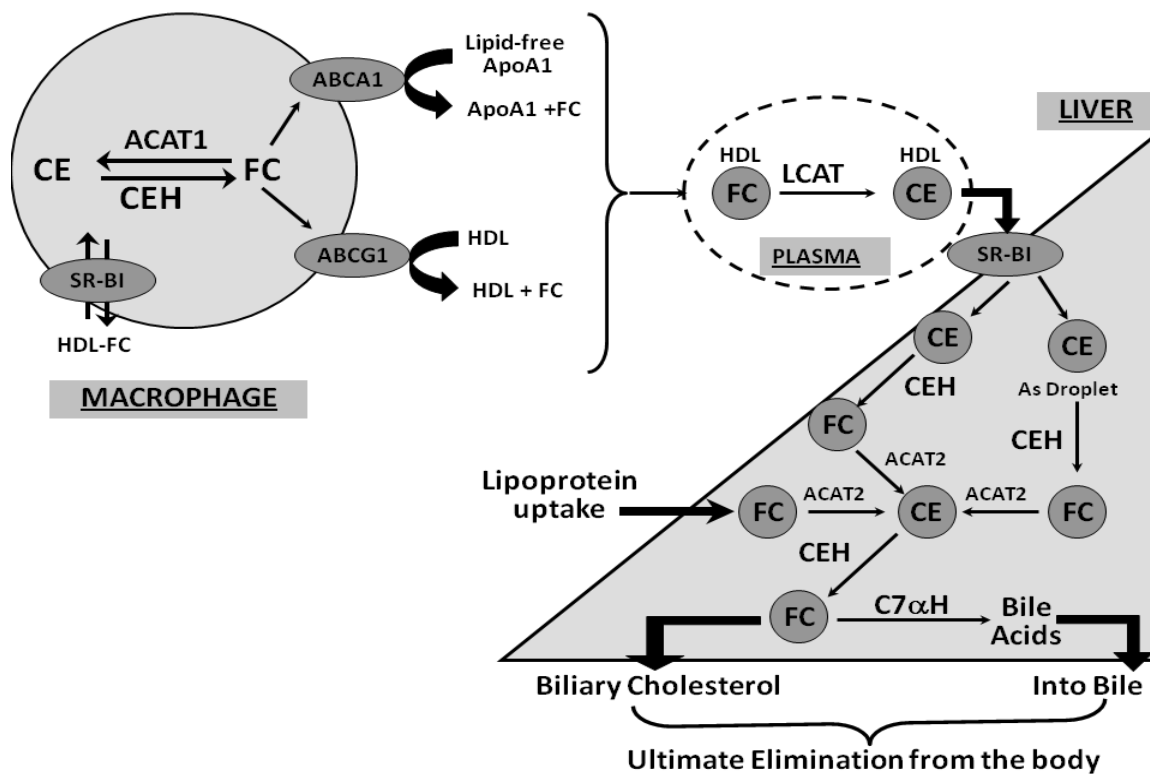 ABCA1
Lipid-free
ApoA1
ApoA1 +FC
CE
ACAT1
CEH
FC
ABCG1
HDL
HDL + FC
SR-BI
HDL-FC
MACROPHAGE
LIVER
HDL
FC
LCAT
HDL
CE
PLASMA
SR-BI
CE
CE
CEH
As Droplet
FC
CEH
ACAT2
Lipoprotein
uptake
FC
ACAT2
CE
ACAT2
FC
CEH
FC
C7αH
Bile
Acids
Biliary Cholesterol
Into Bile
Ultimate Elimination from the body